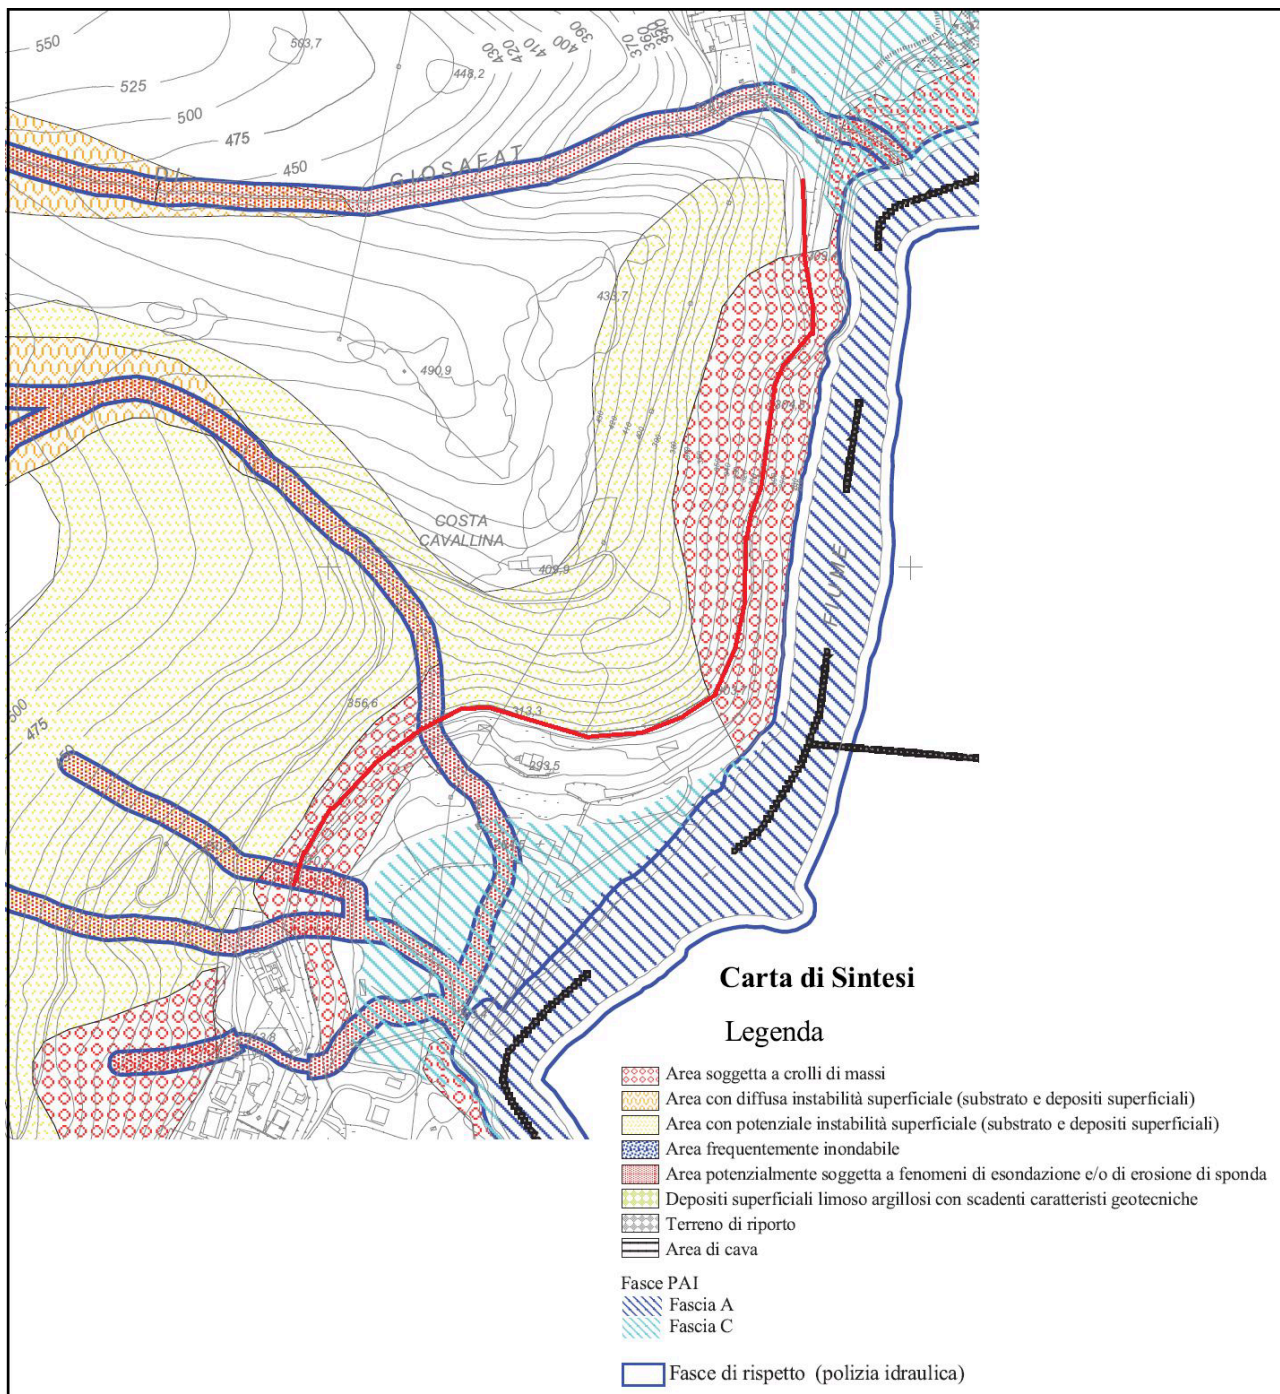 550
563,7
525
500
475
448,2
430
420
410
400
390
370
360
350
340
450
GIOSAFAT
433,7
490,9
COSTA
CAVALLINA
409,9
FIUME
356,6
313,3
293,5
500
475
Carta di Sintesi
Legenda
Area soggetta a crolli di massi
Area con diffusa instabilità superficiale (substrato e depositi superficiali)
Area con potenziale instabilità superficiale (substrato e depositi superficiali)
Area frequentemente inondabile
Area potenzialmente soggetta a fenomeni di esondazione e/o di erosione di sponda
Depositi superficiali limoso argillosi con scadenti caratteristi geotecniche
Terreno di riporto
Area di cava
Fasce PAI
Fascia A
Fascia C
Fasce di rispetto (polizia idraulica)